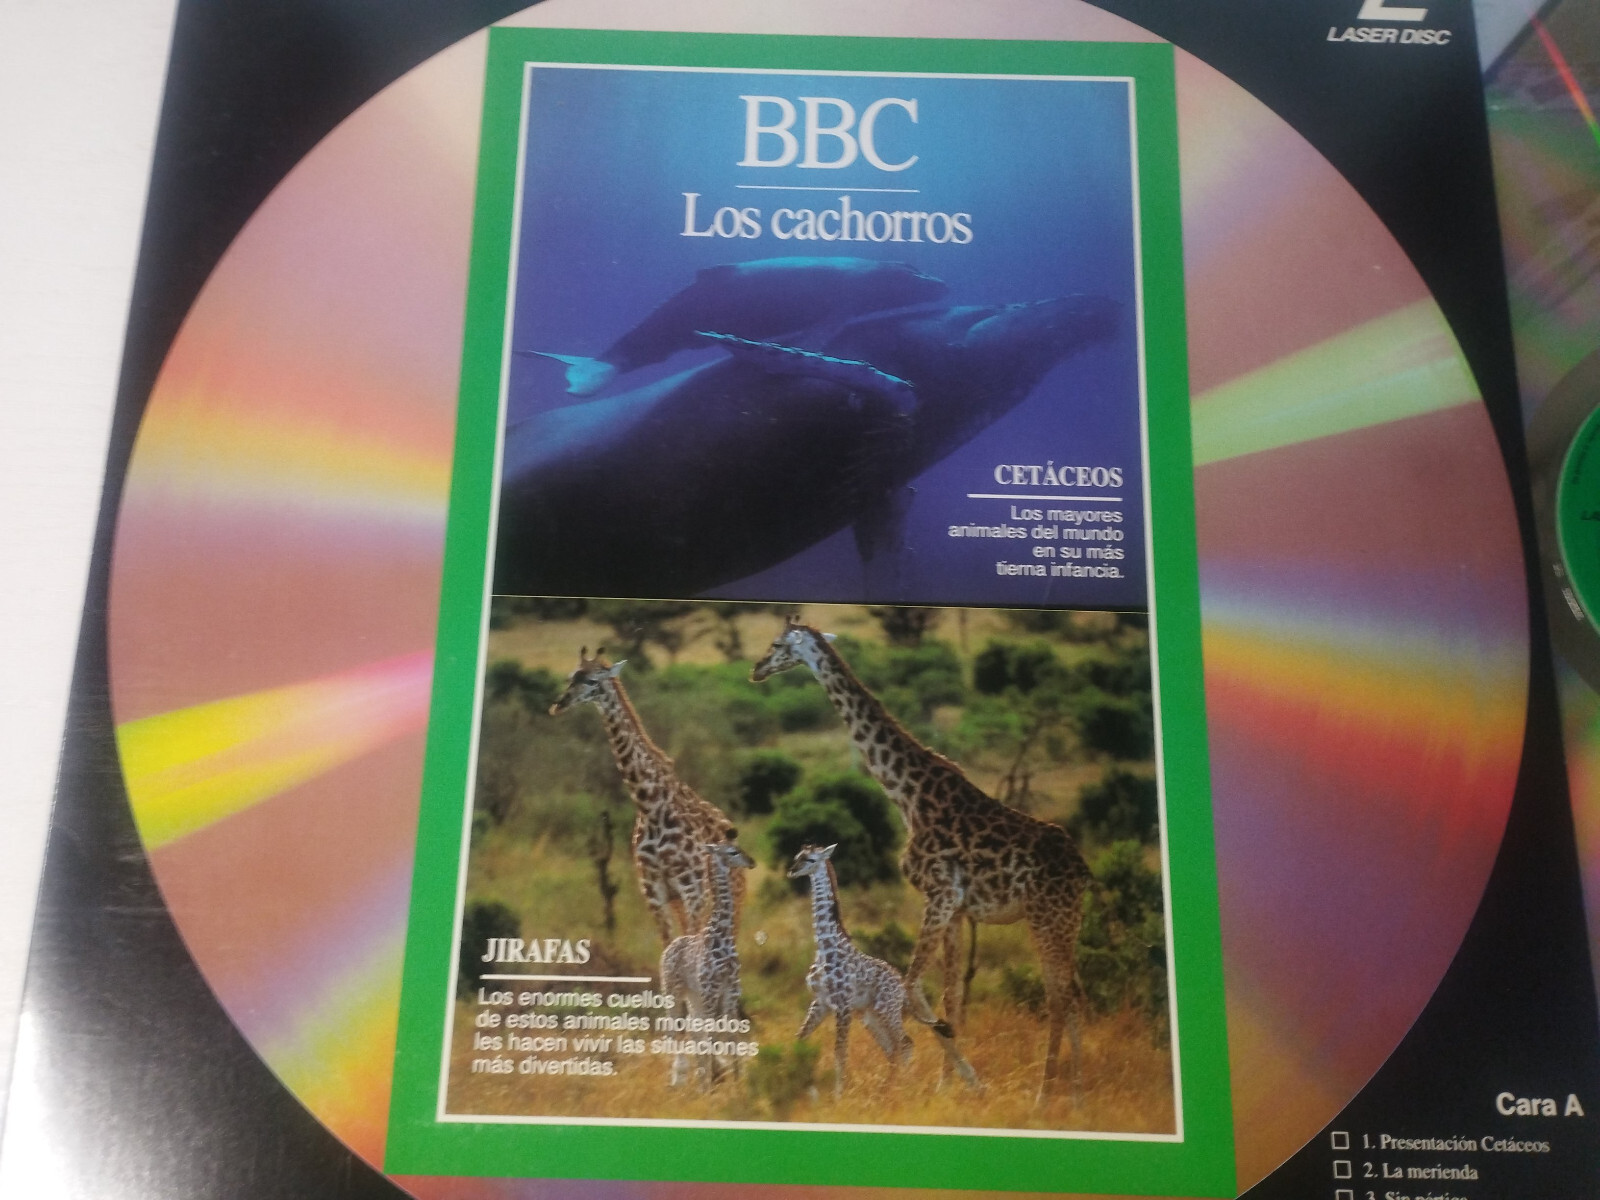 LASER DISC
BBC
Los cachorros
CETÁCEOS
Los mayores
animales del mundo
en su más
tierna infancia.
JIRAFAS
Los enormes cuellos
de estos animales moteados
les hacen vivir las situaciones
más divertidas.
Cara A
1. Presentación Cetáceos
2. La merienda
3. Sin